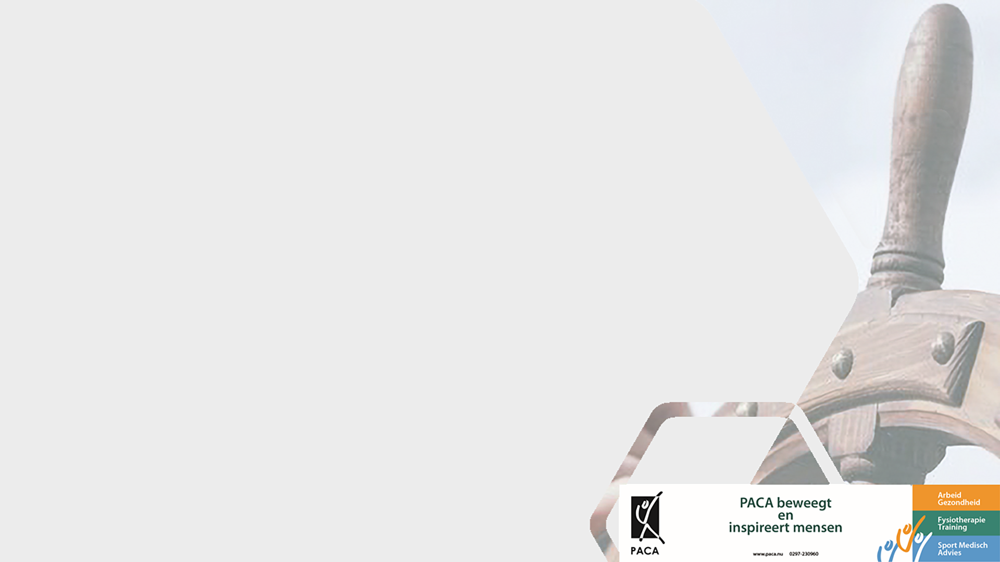 PACA
PACA beweegt
en
inspireert mensen
www.paca.nu 0297-230960
Arbeid
Gezondheid
Fysiotherapie
Training
Sport Medisch
Advies